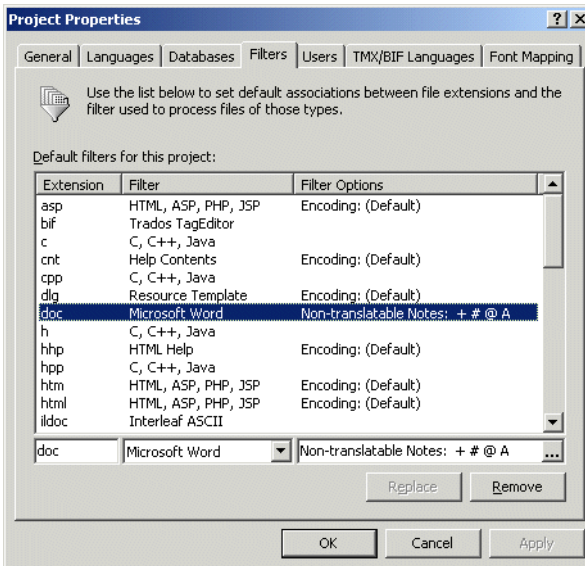 Project Properties
General Languages Databases Filters Users TMX/BIF Languages Font Mapping
Use the list below to set default associations between file extensions and the
filter used to process files of those types.
Default filters for this project:
Extension Filter Filter Options
asp HTML, ASP, PHP, JSP Encoding: (Default)
bif Trados TagEditor
c C, C++, Java
cnt Help Contents Encoding: (Default)
cpp C, C++, Java
dlg Resource Template Encoding: (Default)
doc Microsoft Word Non-translatable Notes: + # @ A
h C, C++, Java
hhp HTML Help Encoding: (Default)
hpp C, C++, Java
htm HTML, ASP, PHP, JSP Encoding: (Default)
html HTML, ASP, PHP, JSP Encoding: (Default)
ildoc Interleaf ASCII
doc Microsoft Word Non-translatable Notes: + # @ A ...
Replace Remove
OK Cancel Apply